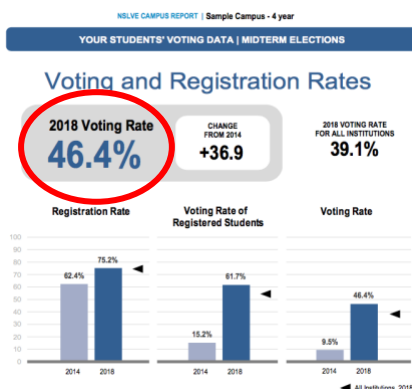 NSLVE CAMPUS REPORT | Sample Campus - 4 year
YOUR STUDENTS' VOTING DATA | MIDTERM ELECTIONS
Voting and Registration Rates
2018 Voting Rate
46.4%
CHANGE
FROM 2014
+36.9
2018 VOTING RATE
FOR ALL INSTITUTIONS
39.1%
Registration Rate
100
90
80
70
60
50
40
30
20
10
0
62.4%
75.2%
2014 2018
Voting Rate of
Registered Students
15.2%
61.7%
2014 2018
Voting Rate
9.5%
46.4%
2014 2018
All Institutions, 2018